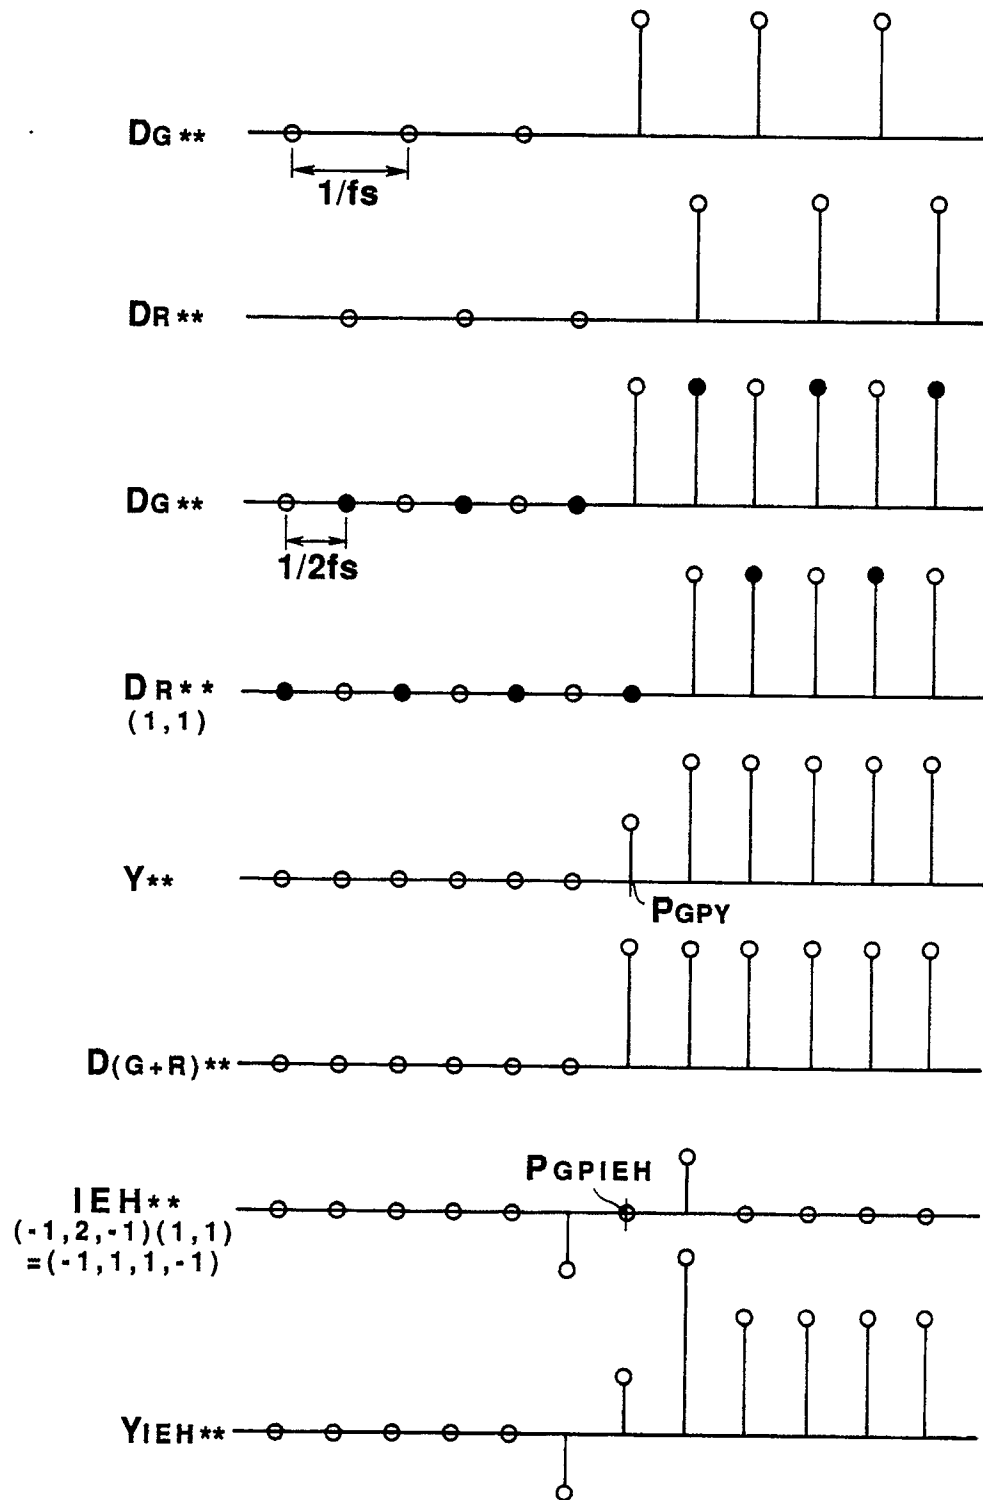 DG**
1/fs
DR**
DG**
1/2fs
DR**
(1,1)
Y**
PGPY
D(G+R)**
PGPIEH
IEH**
(-1,2,-1)(1,1)
=(-1,1,1,-1)
YIEH**